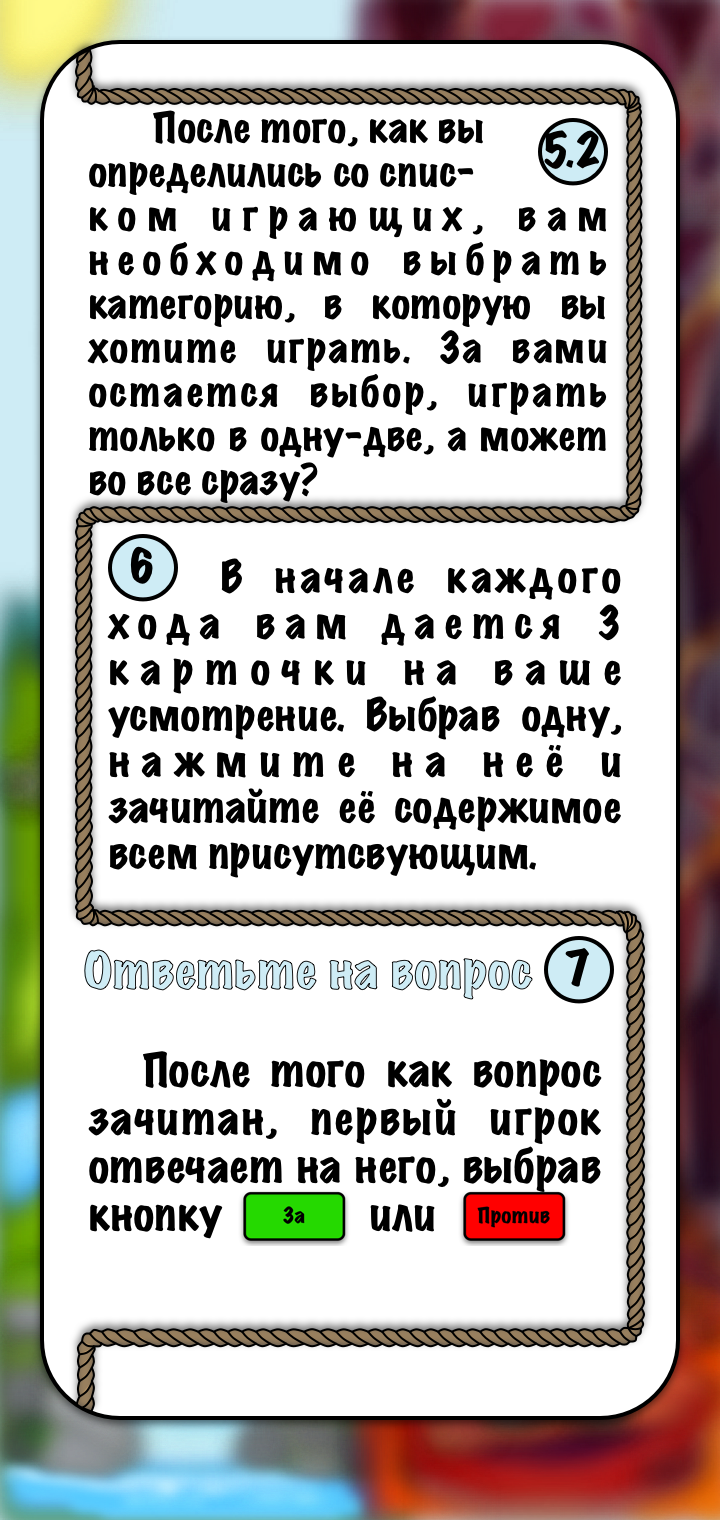 После того, как вы
5.2
определились со спис-
ком играющих, вам
необходимо выбрать
категорию, в которую вы
хотите играть. За вами
остается выбор, играть
только в одну-две, а может
во все сразу?
6
В начале каждого
хода вам дается 3
карточки на ваше
усмотрение. Выбрав одну,
нажмите на неё и
зачитайте её содержимое
всем присутсвующим.
Ответьте на вопрос
7
После того как вопрос
зачитан, первый игрок
отвечает на него, выбрав
кнопку За или Против